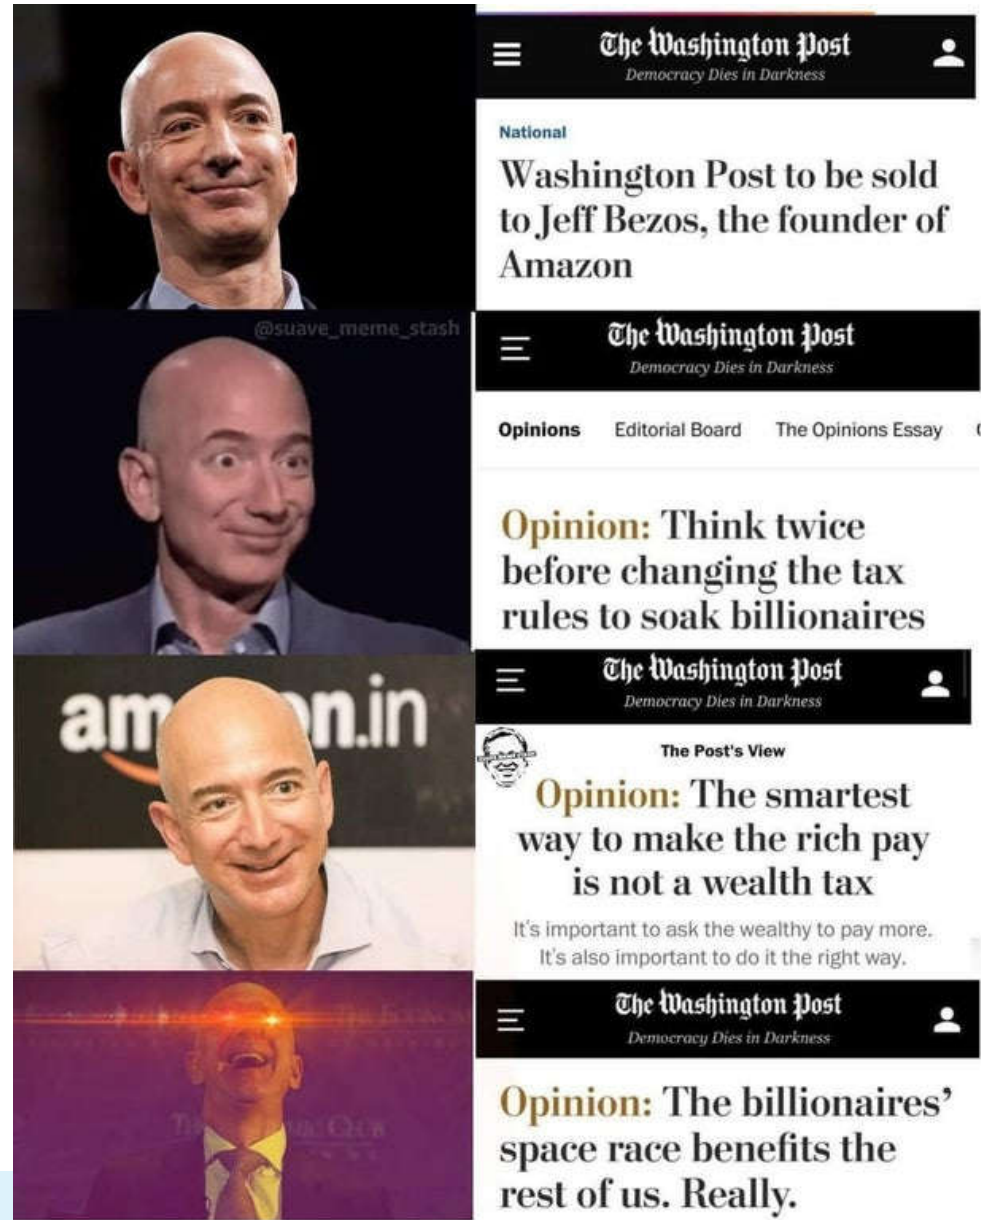 The Washington Post
Democracy Dies in Darkness
National
Washington Post to be sold
to Jeff Bezos, the founder of
Amazon
@suave_meme_stash
The Washington Post
Democracy Dies in Darkness
Opinions Editorial Board The Opinions Essay
Opinion: Think twice
before changing the tax
rules to soak billionaires
am on.in
The Washington Post
Democracy Dies in Darkness
The Post's View
Opinion: The smartest
way to make the rich pay
is not a wealth tax
It's important to ask the wealthy to pay more.
It's also important to do it the right way.
The Washington Post
Democracy Dies in Darkness
Opinion: The billionaires’
space race benefits the
rest of us. Really.